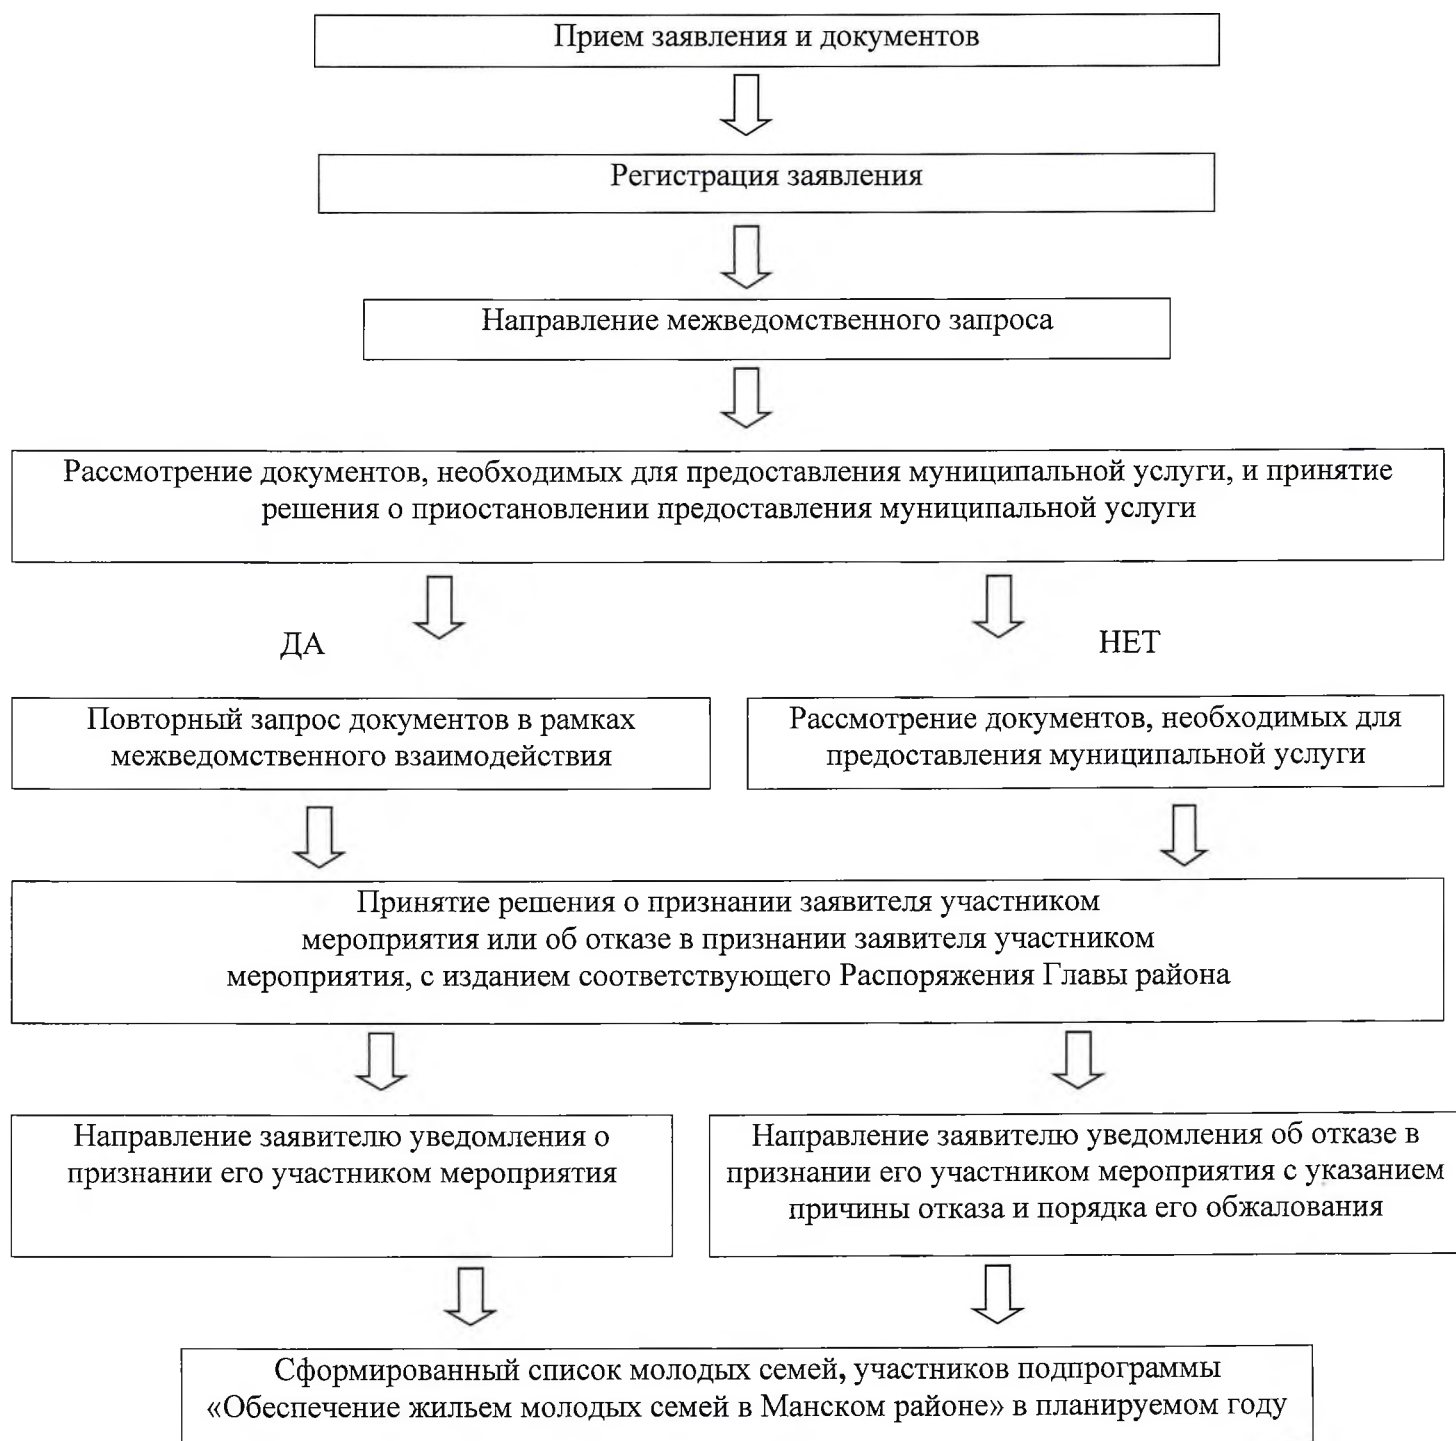 Прием заявления и документов
Регистрация заявления
Направление межведомственного запроса
Рассмотрение документов, необходимых для предоставления муниципальной услуги, и принятие
решения о приостановлении предоставления муниципальной услуги
ДА
НЕТ
Повторный запрос документов в рамках
межведомственного взаимодействия
Рассмотрение документов, необходимых для
предоставления муниципальной услуги
Принятие решения о признании заявителя участником
мероприятия или об отказе в признании заявителя участником
мероприятия, с изданием соответствующего Распоряжения Главы района
Направление заявителю уведомления о
признании его участником мероприятия
Направление заявителю уведомления об отказе в
признании его участником мероприятия с указанием
причины отказа и порядка его обжалования
Сформированный список молодых семей, участников подпрограммы
«Обеспечение жильем молодых семей в Манском районе» в планируемом году